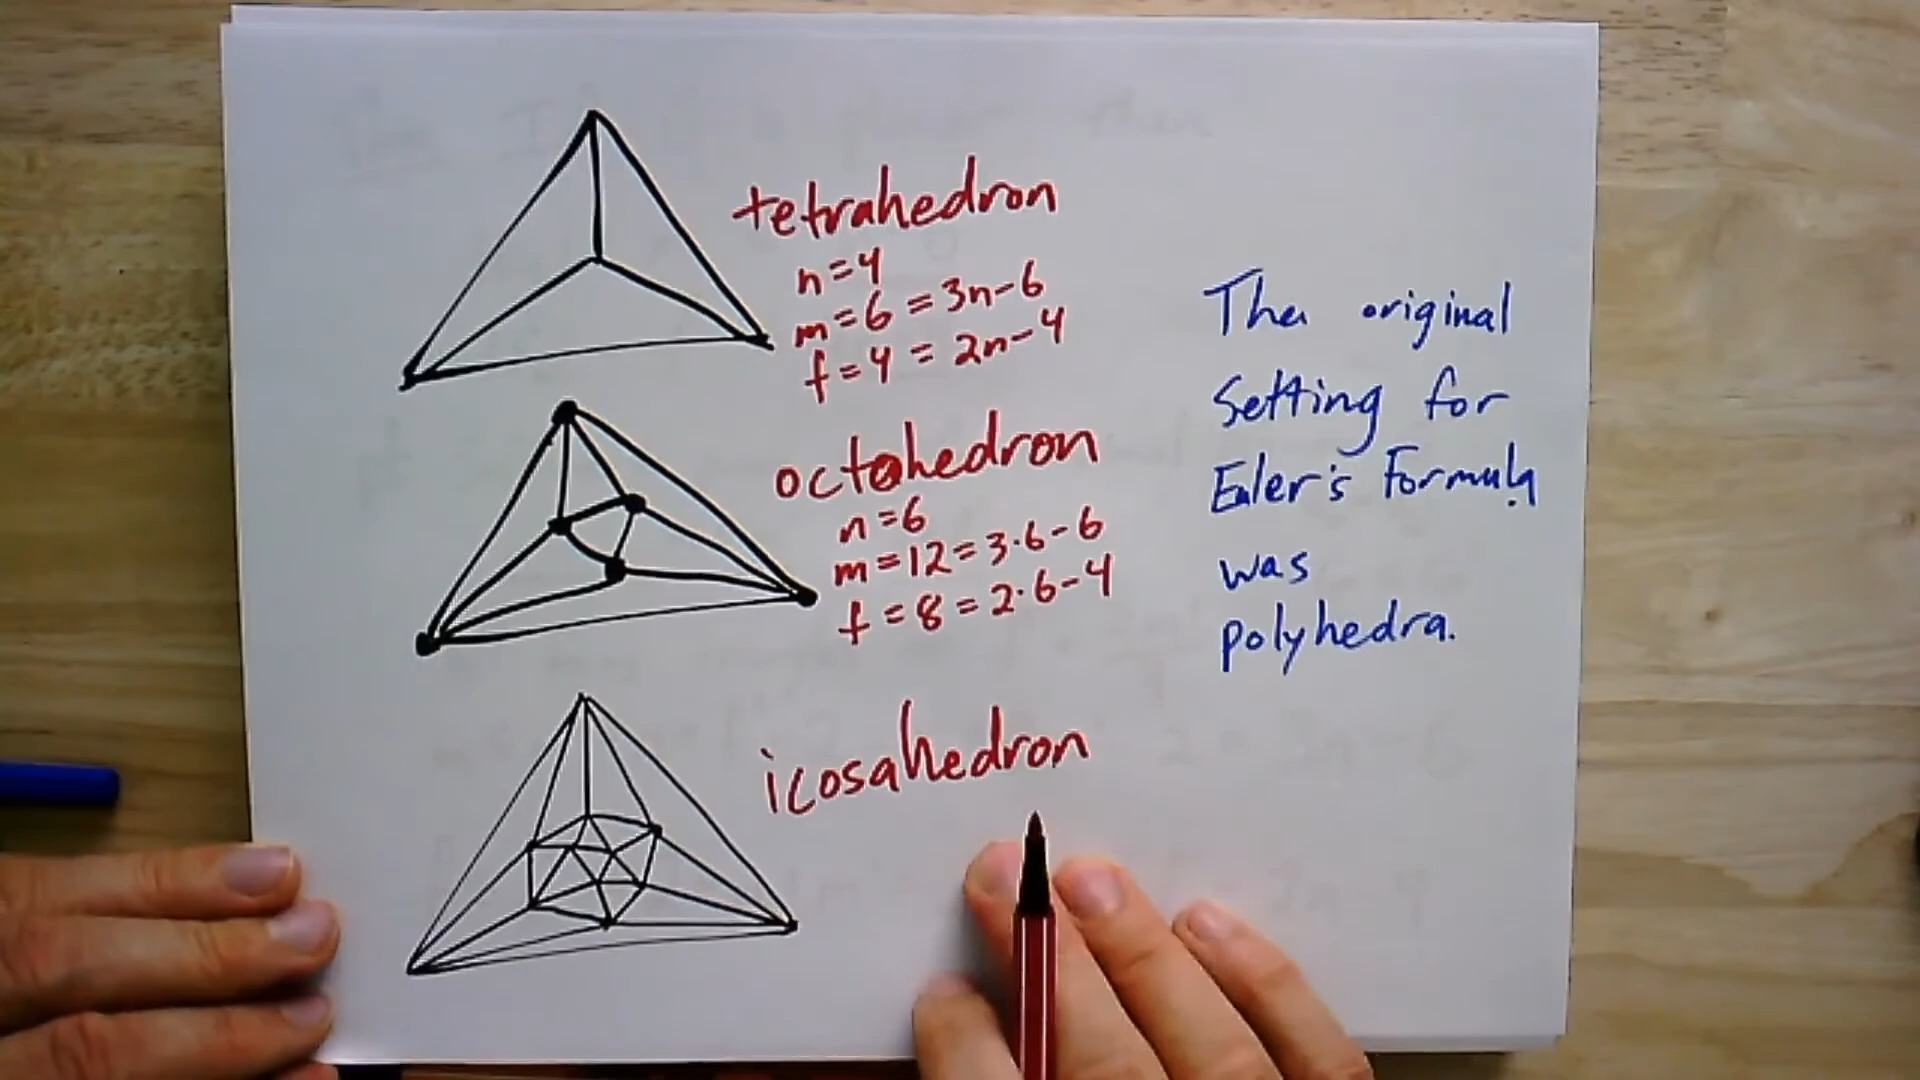 tetrahedron
n=4
m=6=3n-6
f=4=2n-4
octahedron
n=6
m=12=3·6-6
f=8=2·6-4
icosahedron
The original
Setting for
Euler's Formula
was
polyhedra.